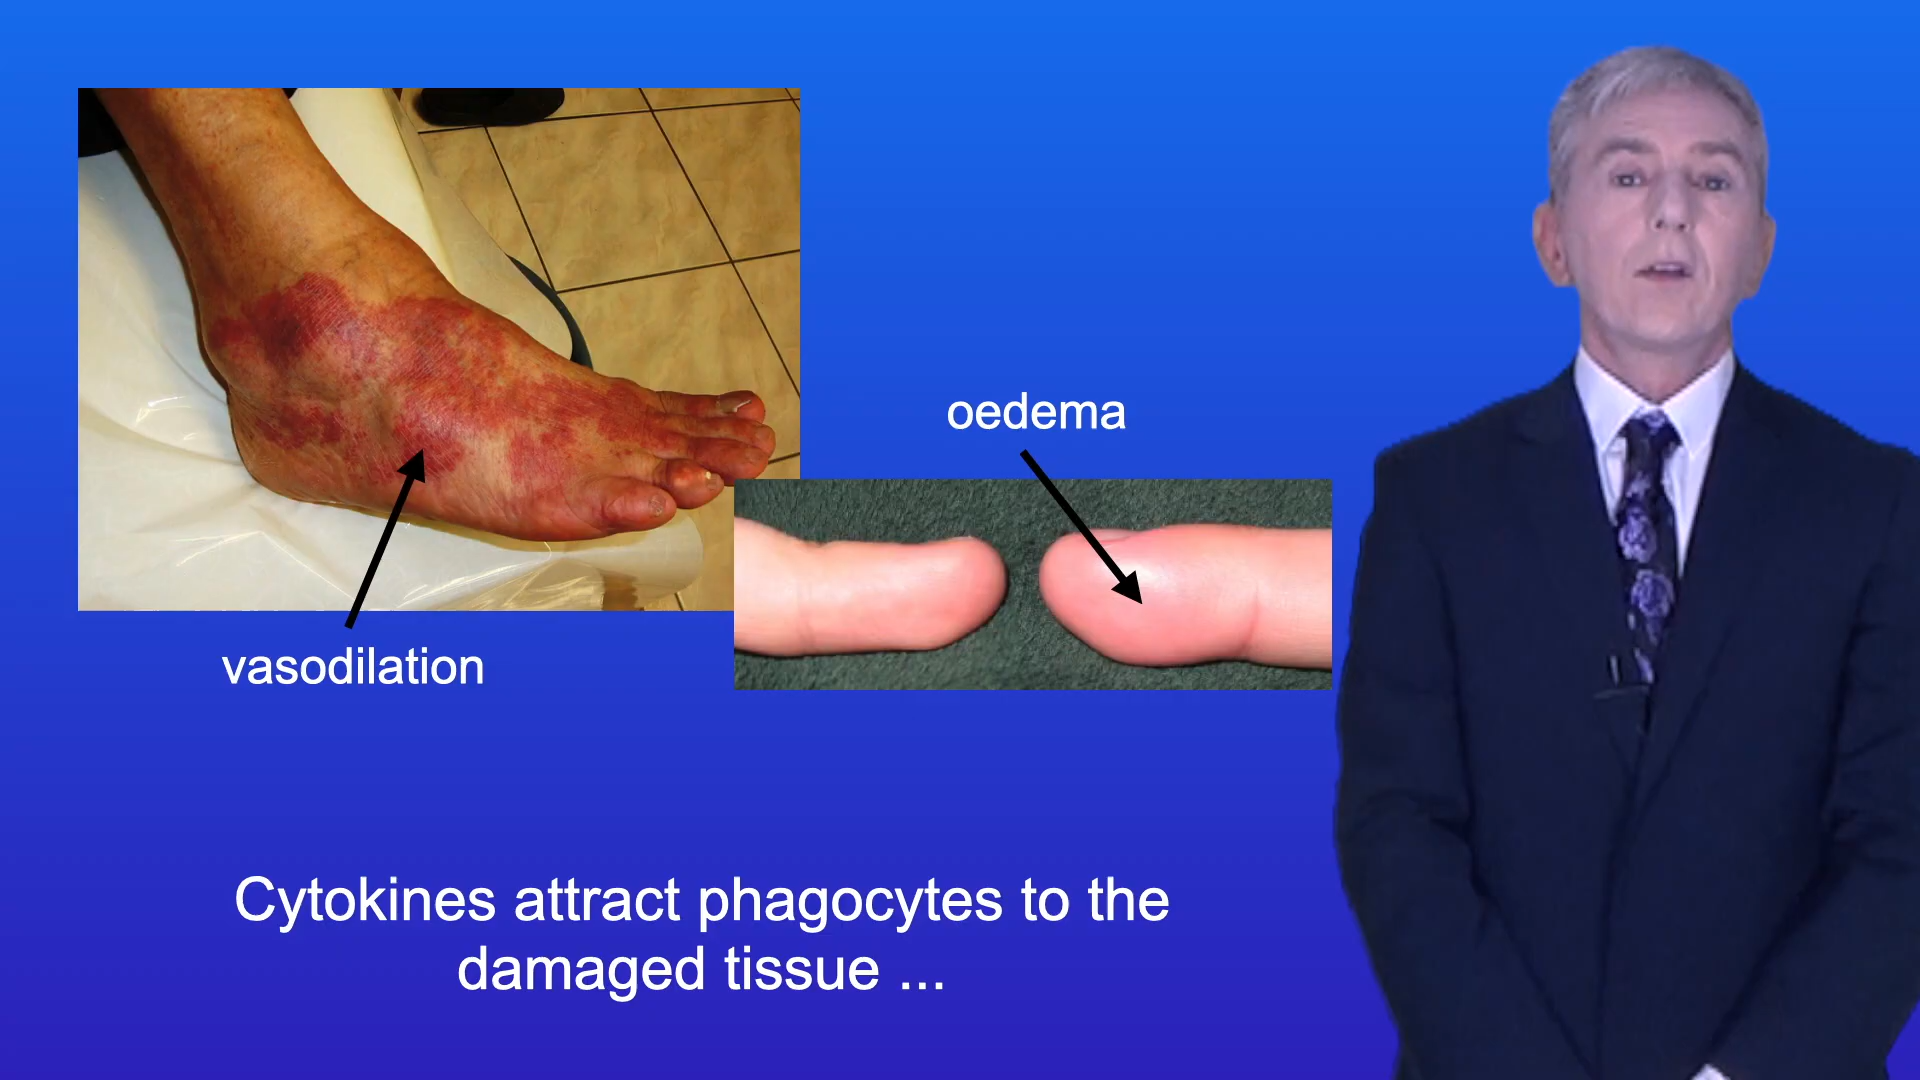 oedema
vasodilation
Cytokines attract phagocytes to the
damaged tissue ...